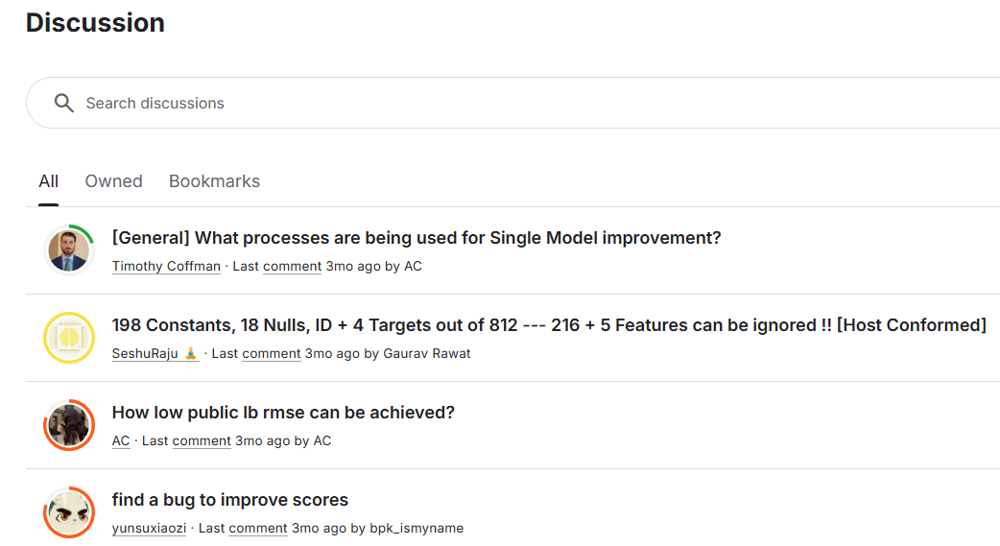 Discussion
Search discussions
All Owned Bookmarks
[General] What processes are being used for Single Model improvement?
Timothy Coffman · Last comment 3mo ago by AC
198 Constants, 18 Nulls, ID + 4 Targets out of 812 --- 216 + 5 Features can be ignored !! [Host Conformed]
SeshuRaju 🧘 · Last comment 3mo ago by Gaurav Rawat
How low public lb rmse can be achieved?
AC · Last comment 3mo ago by AC
find a bug to improve scores
yunsuxiaozi · Last comment 3mo ago by bpk_ismyname